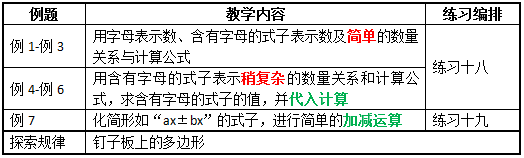 例题 教学内容 练习编排
例1-例3 用字母表示数、含有字母的式子表示数及简单的数量
关系与计算公式
练习十八
例4-例6 用含有字母的式子表示稍复杂的数量关系和计算公
式，求含有字母的式子的值，并代入计算
例7 化简形如“ax±bx”的式子，进行简单的加减运算 练习十九
探索规律 钉子板上的多边形